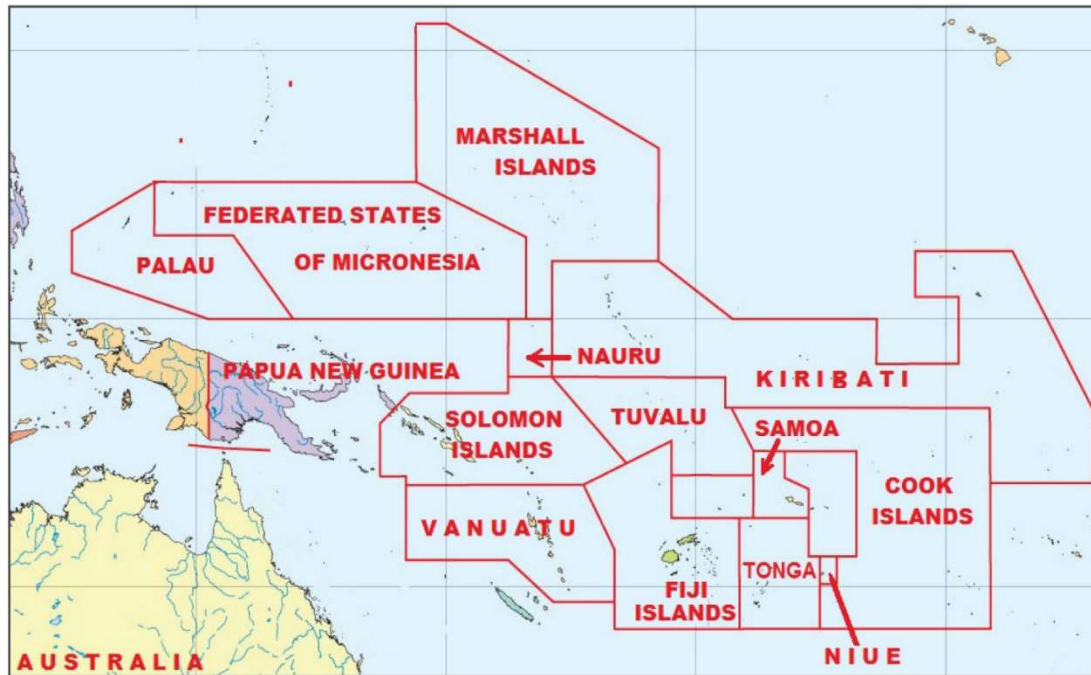 MARSHALL
ISLANDS
FEDERATED STATES
OF MICRONESIA
PALAU
NAURU
PAPUA NEW GUINEA
KIRIBATI
SOLOMON
ISLANDS
TUVALU
SAMOA
COOK
ISLANDS
VANUATU
TONGA
FIJI
ISLANDS
NIUE
AUSTRALIA